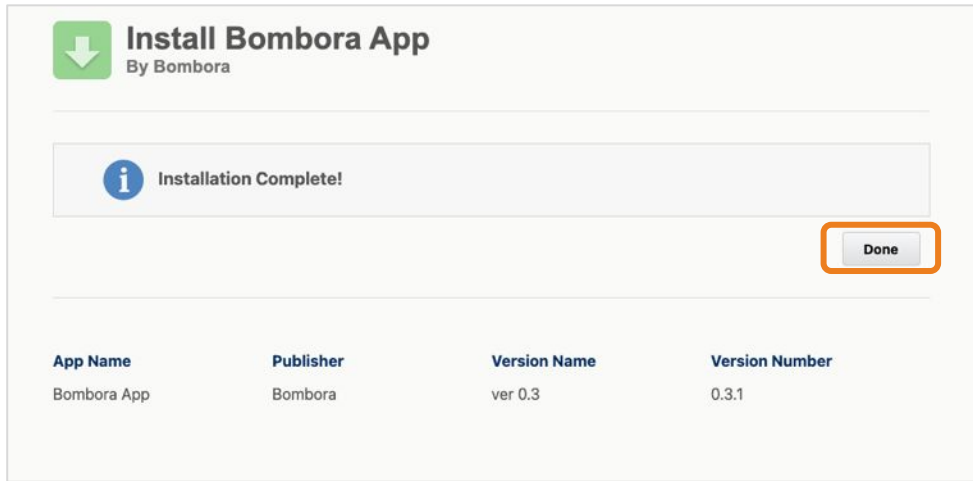 Install Bombora App
By Bombora
i
Installation Complete!
Done
App Name Publisher Version Name Version Number
Bombora App Bombora ver 0.3 0.3.1